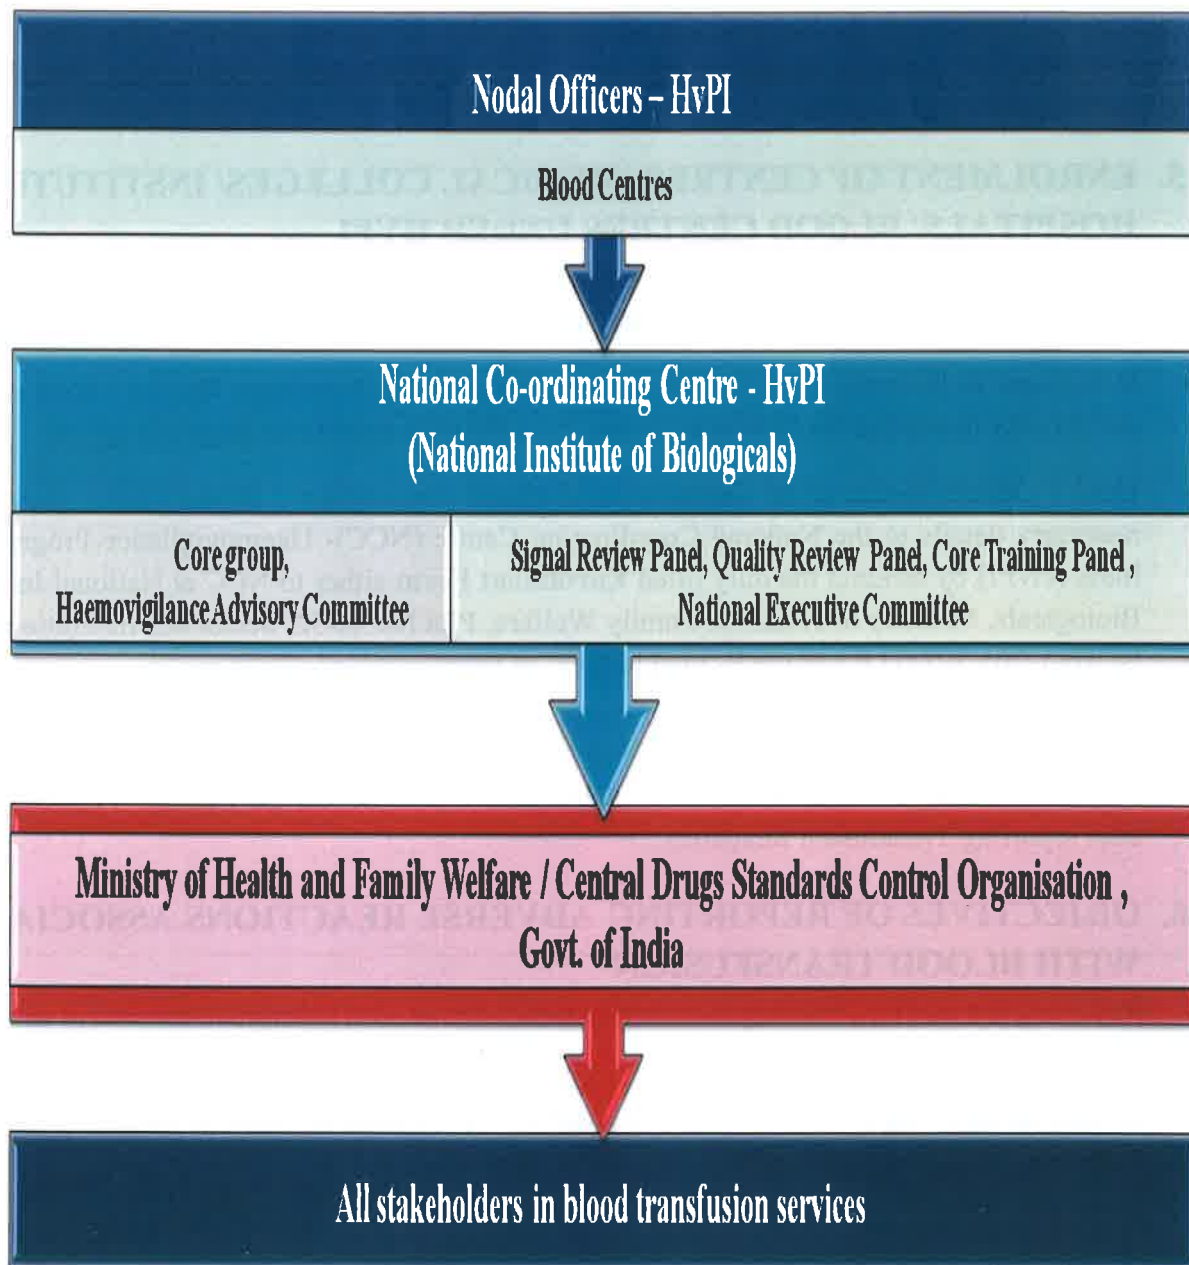 Nodal Officers – HvPI
Blood Centres
National Co-ordinating Centre - HvPI
(National Institute of Biologicals)
Core group,
Haemovigilance Advisory Committee
Signal Review Panel, Quality Review Panel, Core Training Panel ,
National Executive Committee
Ministry of Health and Family Welfare / Central Drugs Standards Control Organisation ,
Govt. of India
All stakeholders in blood transfusion services